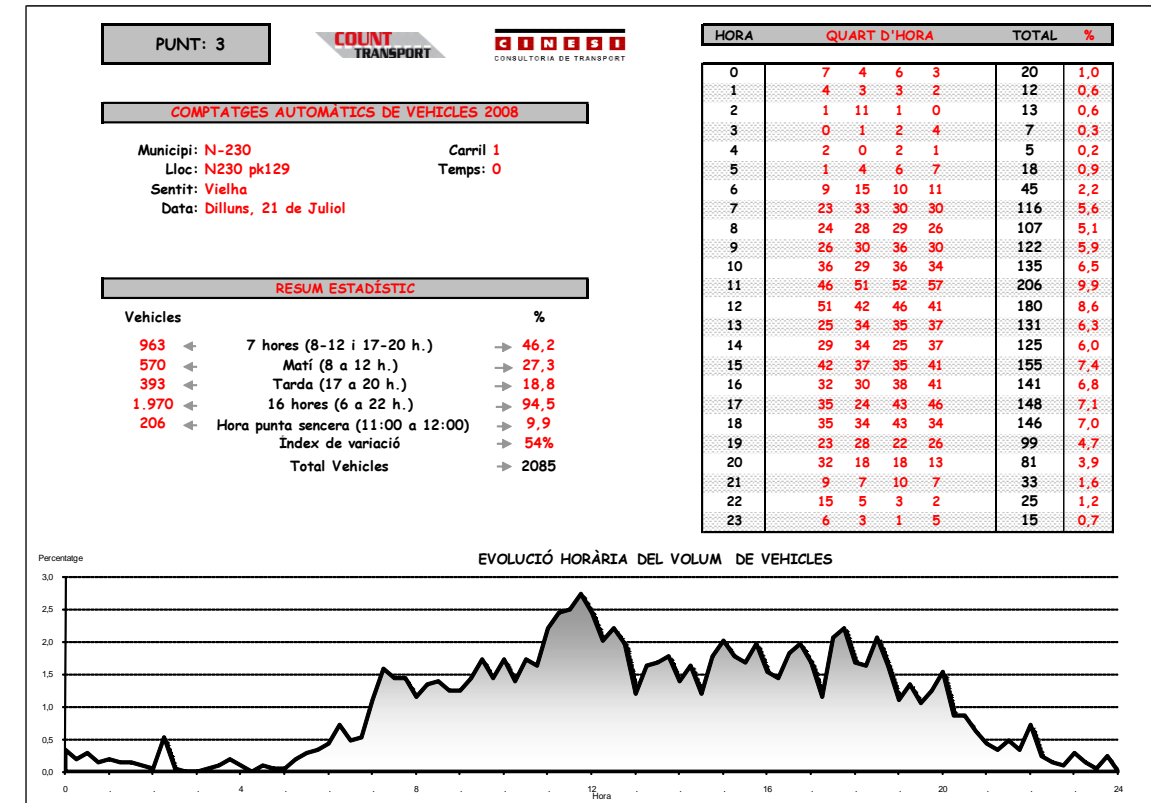 PUNT: 3
COUNT
TRANSPORT
CINESI
CONSULTORIA DE TRANSPORT
COMPTATGES AUTOMÀTICS DE VEHICLES 2008
Municipi: N-230 Carril 1
Lloc: N230 pk129 Temps: 0
Sentit: Vielha
Data: Dilluns, 21 de Juliol
RESUM ESTADÍSTIC
Vehicles %
963 7 hores (8-12 i 17-20 h.) 46,2
570 Matí (8 a 12 h.) 27,3
393 Tarda (17 a 20 h.) 18,8
1.970 16 hores (6 a 22 h.) 94,5
206 Hora punta sencera (11:00 a 12:00) 9,9
Índex de variació 54%
Total Vehicles 2085
HORA QUART D'HORA TOTAL %
0 7 4 6 3 20 1,0
1 4 3 3 2 12 0,6
2 1 11 1 0 13 0,6
3 0 1 2 4 7 0,3
4 2 0 2 1 5 0,2
5 1 4 6 7 18 0,9
6 9 15 10 11 45 2,2
7 23 33 30 30 116 5,6
8 24 28 29 26 107 5,1
9 26 30 36 30 122 5,9
10 36 29 36 34 135 6,5
11 46 51 52 57 206 9,9
12 51 42 46 41 180 8,6
13 25 34 35 37 131 6,3
14 29 34 25 37 125 6,0
15 42 37 35 41 155 7,4
16 32 30 38 41 141 6,8
17 35 24 43 46 148 7,1
18 35 34 43 34 146 7,0
19 23 28 22 26 99 4,7
20 32 18 18 13 81 3,9
21 9 7 10 7 33 1,6
22 15 5 3 2 25 1,2
23 6 3 1 5 15 0,7
EVOLUCIÓ HORÀRIA DEL VOLUM DE VEHICLES
Percentatge
3,0
2,5
2,0
1,5
1,0
0,5
0,0
0 . . . 4 . . . 8 . . . 12 . . . 16 . . . 20 . . . 24
Hora